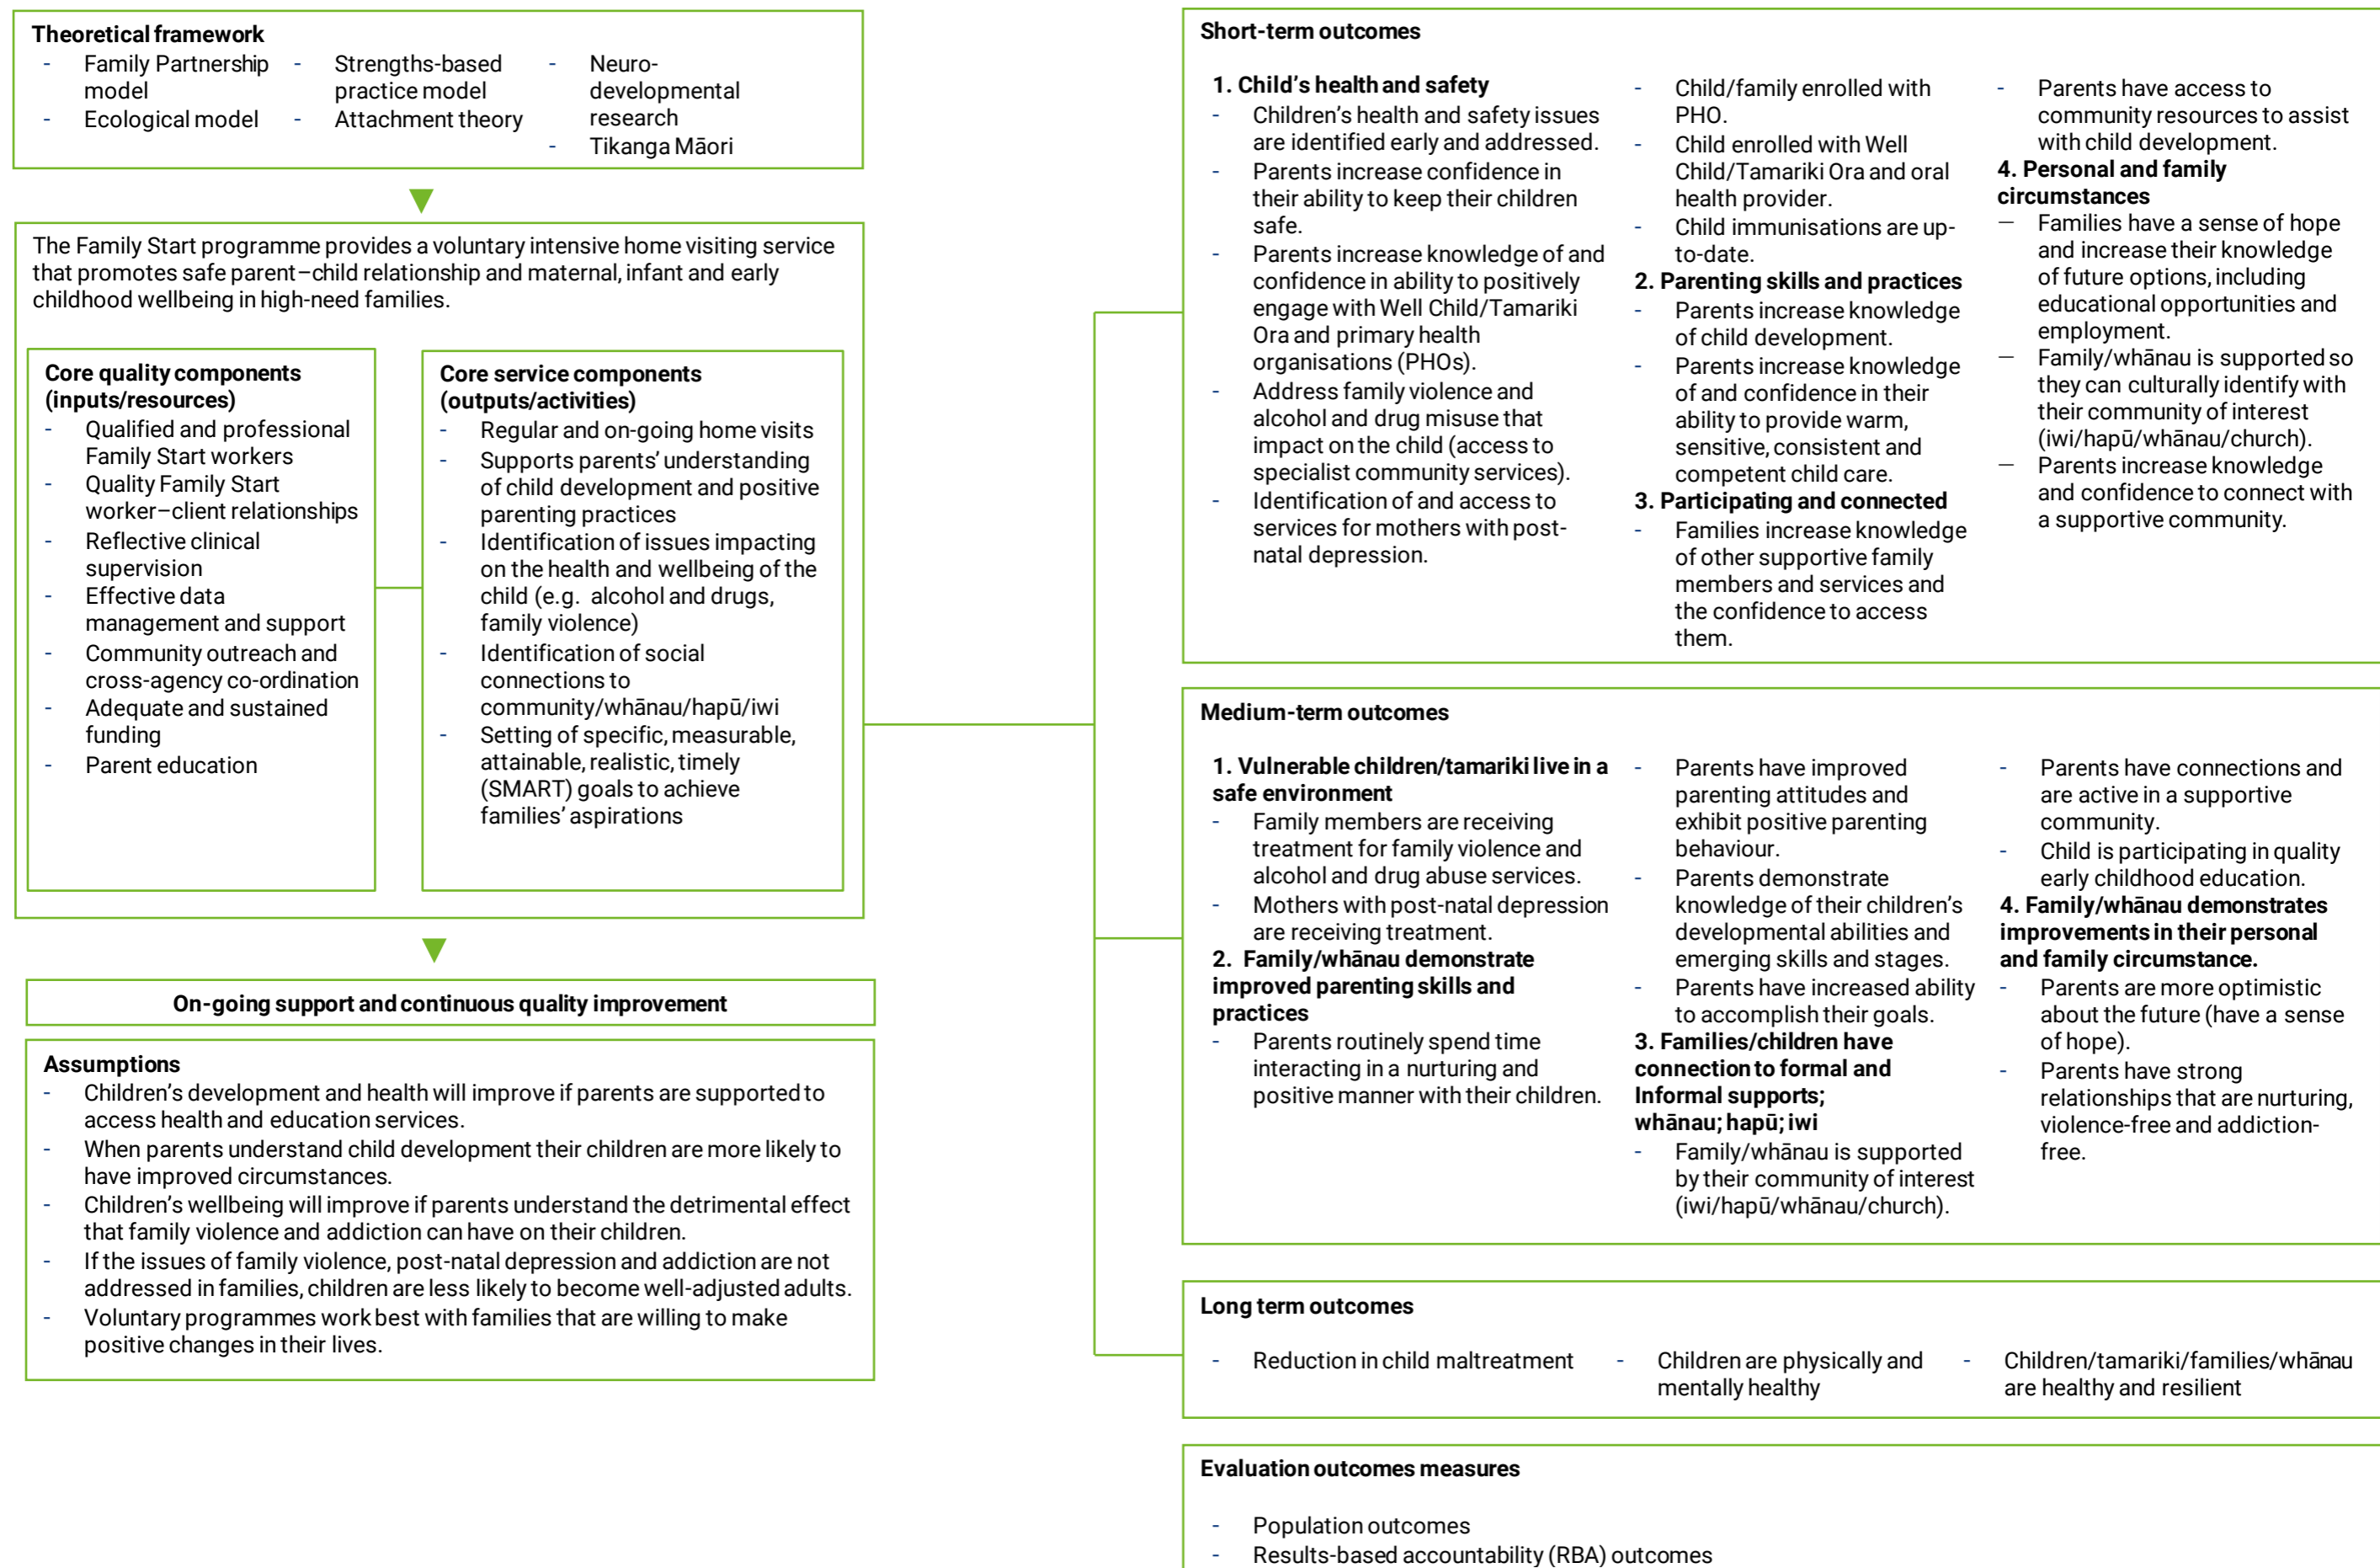 Theoretical framework
- Family Partnership
model
- Ecological model
- Strengths-based
practice model
- Attachment theory
- Neuro-
developmental
research
- Tikanga Māori
The Family Start programme provides a voluntary intensive home visiting service
that promotes safe parent–child relationship and maternal, infant and early
childhood wellbeing in high-need families.
Core quality components
(inputs/resources)
- Qualified and professional
Family Start workers
- Quality Family Start
worker–client relationships
- Reflective clinical
supervision
- Effective data
management and support
- Community outreach and
cross-agency co-ordination
- Adequate and sustained
funding
- Parent education
Core service components
(outputs/activities)
- Regular and on-going home visits
- Supports parents’ understanding
of child development and positive
parenting practices
- Identification of issues impacting
on the health and wellbeing of the
child (e.g. alcohol and drugs,
family violence)
- Identification of social
connections to
community/whānau/hapū/iwi
- Setting of specific, measurable,
attainable, realistic, timely
(SMART) goals to achieve
families’ aspirations
On-going support and continuous quality improvement
Assumptions
- Children’s development and health will improve if parents are supported to
access health and education services.
- When parents understand child development their children are more likely to
have improved circumstances.
- Children’s wellbeing will improve if parents understand the detrimental effect
that family violence and addiction can have on their children.
- If the issues of family violence, post-natal depression and addiction are not
addressed in families, children are less likely to become well-adjusted adults.
- Voluntary programmes work best with families that are willing to make
positive changes in their lives.
Short-term outcomes
1. Child’s health and safety
- Children’s health and safety issues
are identified early and addressed.
- Parents increase confidence in
their ability to keep their children
safe.
- Parents increase knowledge of and
confidence in ability to positively
engage with Well Child/Tamariki
Ora and primary health
organisations (PHOs).
- Address family violence and
alcohol and drug misuse that
impact on the child (access to
specialist community services).
- Identification of and access to
services for mothers with post-
natal depression.
- Child/family enrolled with
PHO.
- Child enrolled with Well
Child/Tamariki Ora and oral
health provider.
- Child immunisations are up-
to-date.
2. Parenting skills and practices
- Parents increase knowledge
of child development.
- Parents increase knowledge
of and confidence in their
ability to provide warm,
sensitive, consistent and
competent child care.
3. Participating and connected
- Families increase knowledge
of other supportive family
members and services and
the confidence to access
them.
- Parents have access to
community resources to assist
with child development.
4. Personal and family
circumstances
— Families have a sense of hope
and increase their knowledge
of future options, including
educational opportunities and
employment.
— Family/whānau is supported so
they can culturally identify with
their community of interest
(iwi/hapū/whānau/church).
— Parents increase knowledge
and confidence to connect with
a supportive community.
Medium-term outcomes
1. Vulnerable children/tamariki live in a
safe environment
- Family members are receiving
treatment for family violence and
alcohol and drug abuse services.
- Mothers with post-natal depression
are receiving treatment.
2. Family/whānau demonstrate
improved parenting skills and
practices
- Parents routinely spend time
interacting in a nurturing and
positive manner with their children.
- Parents have improved
parenting attitudes and
exhibit positive parenting
behaviour.
- Parents demonstrate
knowledge of their children’s
developmental abilities and
emerging skills and stages.
- Parents have increased ability
to accomplish their goals.
3. Families/children have
connection to formal and
Informal supports;
whānau; hapū; iwi
- Family/whānau is supported
by their community of interest
(iwi/hapū/whānau/church).
- Parents have connections and
are active in a supportive
community.
- Child is participating in quality
early childhood education.
4. Family/whānau demonstrates
improvements in their personal
and family circumstance.
- Parents are more optimistic
about the future (have a sense
of hope).
- Parents have strong
relationships that are nurturing,
violence-free and addiction-
free.
Long term outcomes
- Reduction in child maltreatment
- Children are physically and
mentally healthy
- Children/tamariki/families/whānau
are healthy and resilient
Evaluation outcomes measures
- Population outcomes
- Results-based accountability (RBA) outcomes